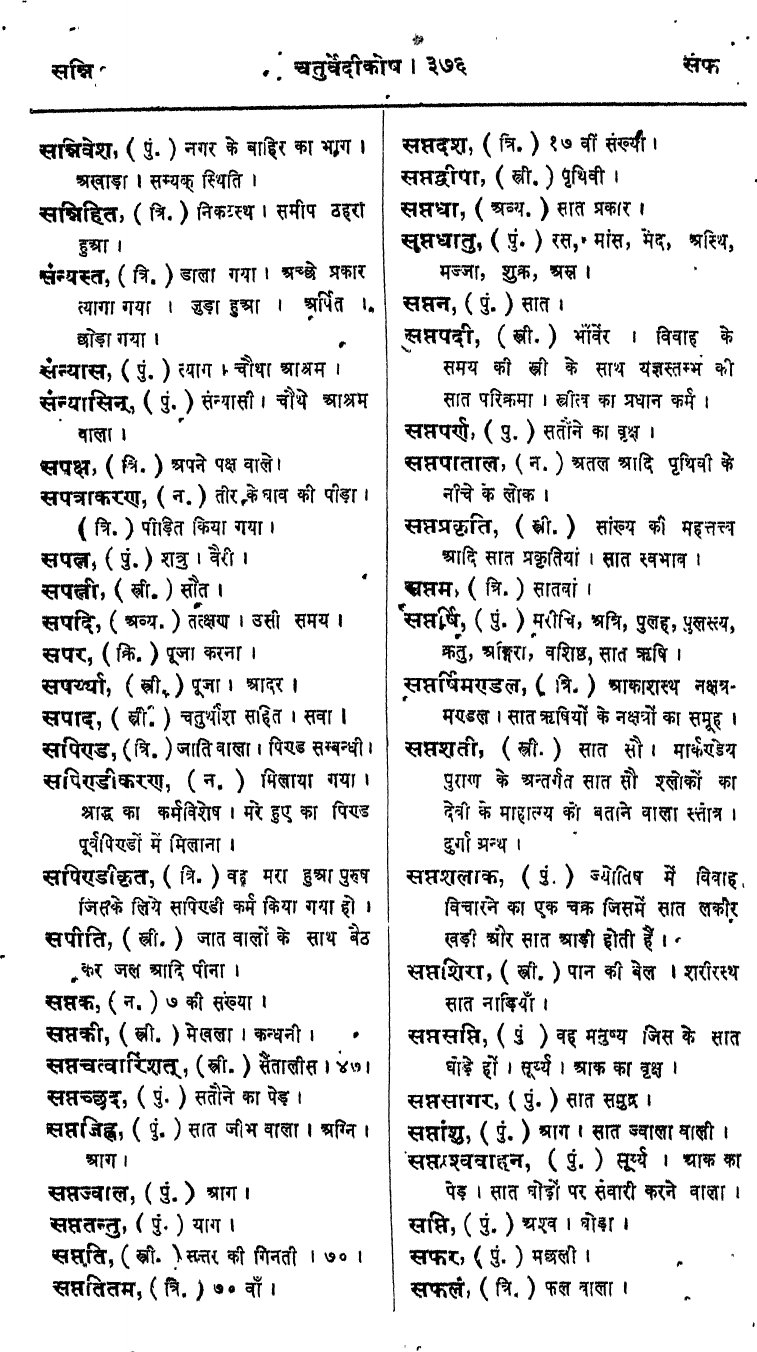 सन्नि
चतुर्वेदीकोष । ३७६
संफ
सन्निवेश, ( पुं. ) नगर के बाहिर का भाग ।
अखाड़ा । सम्यक् स्थिति ।
सन्निहित, ( त्रि. ) निकटस्थ । समीप ठहरा
हुआ ।
संन्यस्त, ( त्रि. ) डाला गया । अच्छे प्रकार
त्यागा गया । जुड़ा हुआ । अर्पित ।
छोड़ा गया ।
संन्यास, ( पुं. ) त्याग । चौथा आश्रम ।
संन्यासिन्, ( पुं. ) संन्यासी । चौथे आश्रम
वाला ।
सपक्ष, ( त्रि. ) अपने पक्ष वाले ।
सपत्राकरण, ( न. ) तीर के घाव की पीड़ा ।
( त्रि. ) पीड़ित किया गया ।
सपत्न, ( पुं. ) शत्रु । वैरी ।
सपत्नी, ( स्त्री. ) सौत ।
सपदि, ( अव्य. ) तत्क्षण । उसी समय ।
सपर, ( क्रि. ) पूजा करना ।
सपर्य्या, ( स्त्री. ) पूजा । आदर ।
सपाद, ( स्त्री. ) चतुर्थांश सहित । सवा ।
सपिण्ड, ( त्रि. ) जाति वाला । पिण्ड सम्बन्धी ।
सपिण्डीकरण, ( न. ) मिलाया गया ।
श्राद्ध का कर्मविशेष । मरे हुए का पिण्ड
पूर्वपिण्डों में मिलाना ।
सपिण्डीकृत, ( त्रि. ) वह मरा हुआ पुरुष
जिसके लिये सपिण्डी कर्म किया गया हो ।
सपीति, ( स्त्री. ) जात वालों के साथ बैठ
कर जल आदि पीना ।
सप्तक, ( न. ) ७ की संख्या ।
सप्तकी, ( स्त्री. ) मेखला । कन्धनी ।
सप्तचत्वारिंशत्, ( स्त्री. ) सैंतालीस । ४७ ।
सप्तच्छद, ( पुं. ) सतौने का पेड़ ।
सप्तजिह्व, ( पुं. ) सात जीभ वाला । अग्नि ।
आग ।
सप्तज्वाल, ( पुं. ) आग ।
सप्ततन्तु, ( पुं. ) याग ।
सप्तति, ( स्त्री. ) सत्तर की गिनती । ७० ।
सप्ततितम, ( त्रि. ) ७० वाँ ।
सप्तदश, ( त्रि. ) १७ वीं संख्या ।
सप्तद्वीपा, ( स्त्री. ) पृथिवी ।
सप्तधा, ( अव्य. ) सात प्रकार ।
सप्तधातु, ( पुं. ) रस, मांस, मेद, अस्थि,
मज्जा, शुक्र, अस्र ।
सप्तन, ( पुं. ) सात ।
सप्तपदी, ( स्त्री. ) भाँवेर । विवाह के
समय की स्त्री के साथ यज्ञस्तम्भ की
सात परिक्रमा । स्त्रीत्व का प्रधान कर्म ।
सप्तपर्ण, ( पु. ) सतौने का वृक्ष ।
सप्तपाताल, ( न. ) अतल आदि पृथिवी के
नीचे के लोक ।
सप्तप्रकृति, ( स्त्री. ) सांख्य की महत्तत्त्व
आदि सात प्रकृतियां । सात स्वभाव ।
सप्तम, ( त्रि. ) सातवां ।
सप्तर्षि, ( पुं. ) मरीचि, अत्रि, पुलह, पुलस्त्य,
क्रतु, अंगिरा, वशिष्ठ, सात ऋषि ।
सप्तर्षिमण्डल, ( त्रि. ) आकाशस्थ नक्षत्र-
मण्डल । सात ऋषियों के नक्षत्रों का समूह ।
सप्तशती, ( स्त्री. ) सात सौ । मार्कण्डेय
पुराण के अन्तर्गत सात सौ श्लोकों का
देवी के माहात्म्य को बताने वाला स्तोत्र ।
दुर्गा ग्रन्थ ।
सप्तशलाक, ( पुं. ) ज्योतिष में विवाह
विचारने का एक चक्र जिसमें सात लकीर
खड़ी और सात आड़ी होती हैं ।
सप्तशिरा, ( स्त्री. ) पान की बेल । शरीरस्थ
सात नाड़ियाँ ।
सप्तसप्ति, ( पुं ) वह मनुष्य जिस के सात
घोड़े हों । सूर्य्य । आक का वृक्ष ।
सप्तसागर, ( पुं. ) सात समुद्र ।
सप्तांशु, ( पुं. ) आग । सात ज्वाला वाली ।
सप्ताश्ववाहन, ( पुं. ) सूर्य्य । आक का
पेड़ । सात घोड़ों पर सवारी करने वाला ।
सप्ति, ( पुं. ) अश्व । घोड़ा ।
सफर, ( पुं. ) मछली ।
सफल, ( त्रि. ) फल वाला ।